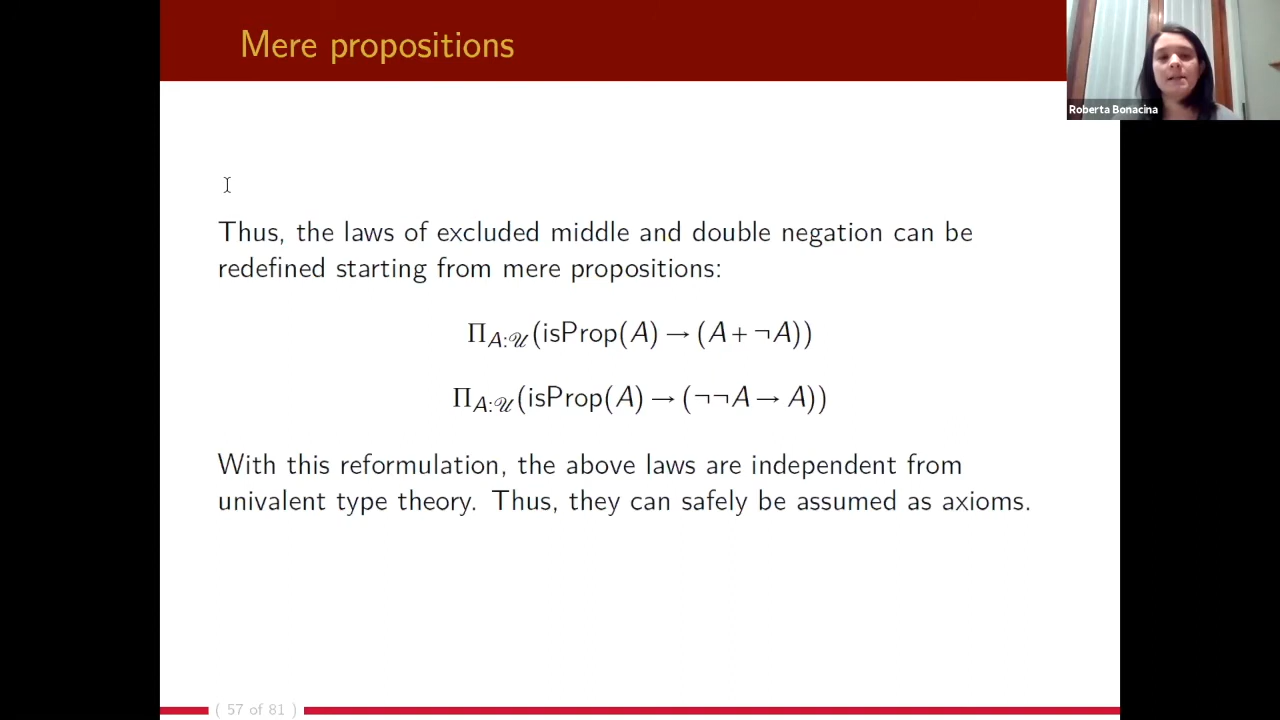 Mere propositions
Roberta Bonacina
Thus, the laws of excluded middle and double negation can be
redefined starting from mere propositions:
Π_{A:𝒰}(isProp(A) → (A + ¬A))
Π_{A:𝒰}(isProp(A) → (¬¬A → A))
With this reformulation, the above laws are independent from
univalent type theory. Thus, they can safely be assumed as axioms.
( 57 of 81 )